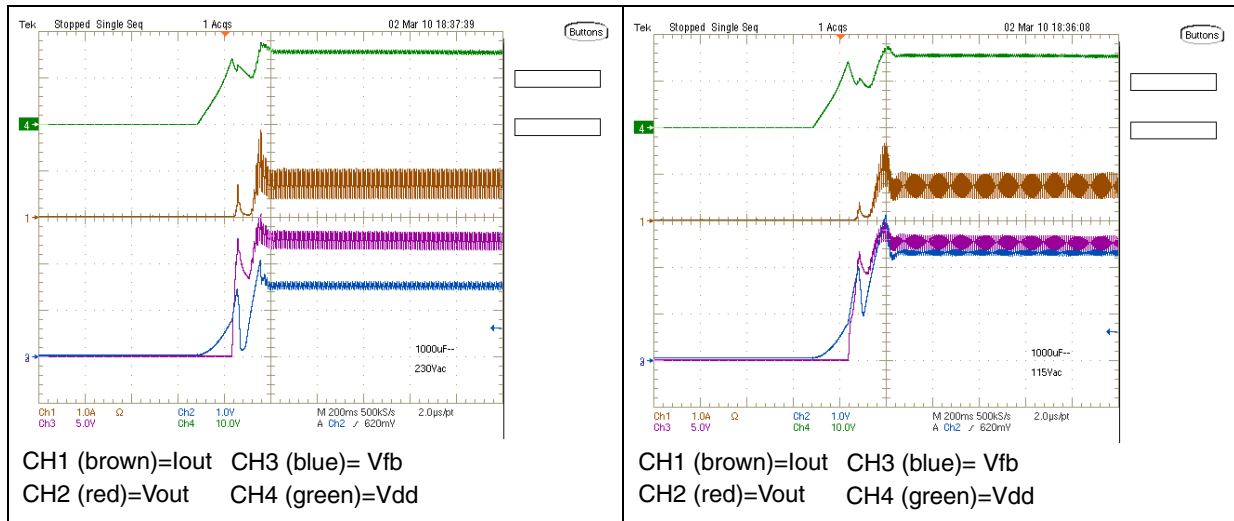 Tek Stopped Single Seq 1 Acqs 02 Mar 10 18:37:39
Buttons
4
1
1000uF--
230Vac
Ch1 1.0A Ω Ch2 1.0V M 200ms 500kS/s 2.0µs/pt
Ch3 5.0V Ch4 10.0V A Ch2 ∕ 620mV
CH1 (brown)=Iout CH3 (blue)= Vfb
CH2 (red)=Vout CH4 (green)=Vdd
Tek Stopped Single Seq 1 Acqs 02 Mar 10 18:36:08
Buttons
4
1
1000uF--
115Vac
Ch1 1.0A Ω Ch2 1.0V M 200ms 500kS/s 2.0µs/pt
Ch3 5.0V Ch4 10.0V A Ch2 ∕ 620mV
CH1 (brown)=Iout CH3 (blue)= Vfb
CH2 (red)=Vout CH4 (green)=Vdd